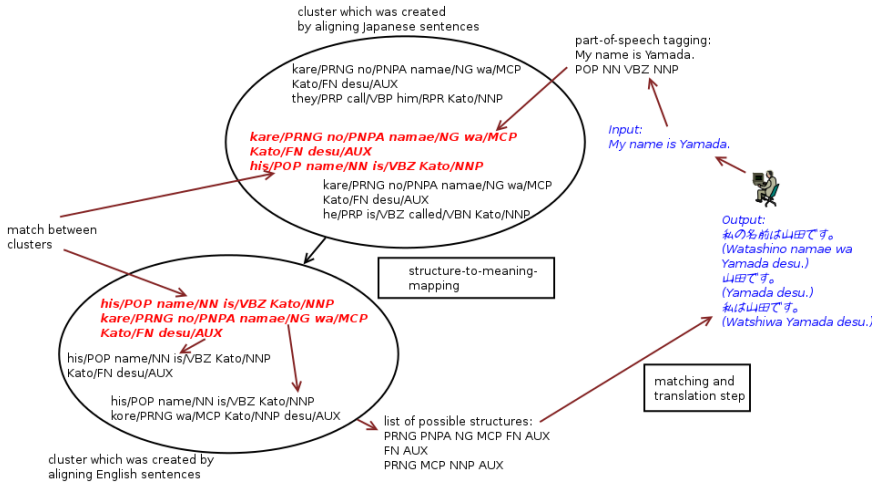 cluster which was created
by aligning Japanese sentences
kare/PRNG no/PNPA namae/NG wa/MCP
Kato/FN desu/AUX
they/PRP call/VBP him/RPR Kato/NNP
kare/PRNG no/PNPA namae/NG wa/MCP
Kato/FN desu/AUX
his/POP name/NN is/VBZ Kato/NNP
kare/PRNG no/PNPA namae/NG wa/MCP
Kato/FN desu/AUX
he/PRP is/VBZ called/VBN Kato/NNP
part-of-speech tagging:
My name is Yamada.
POP NN VBZ NNP
Input:
My name is Yamada.
Output:
私の名前は山田です。
(Watashino namae wa
Yamada desu.)
山田です。
(Yamada desu.)
私は山田です。
(Watshiwa Yamada desu.)
match between
clusters
structure-to-meaning-
mapping
his/POP name/NN is/VBZ Kato/NNP
kare/PRNG no/PNPA namae/NG wa/MCP
Kato/FN desu/AUX
his/POP name/NN is/VBZ Kato/NNP
Kato/FN desu/AUX
his/POP name/NN is/VBZ Kato/NNP
kore/PRNG wa/MCP Kato/NNP desu/AUX
cluster which was created by
aligning English sentences
list of possible structures:
PRNG PNPA NG MCP FN AUX
FN AUX
PRNG MCP NNP AUX
matching and
translation step